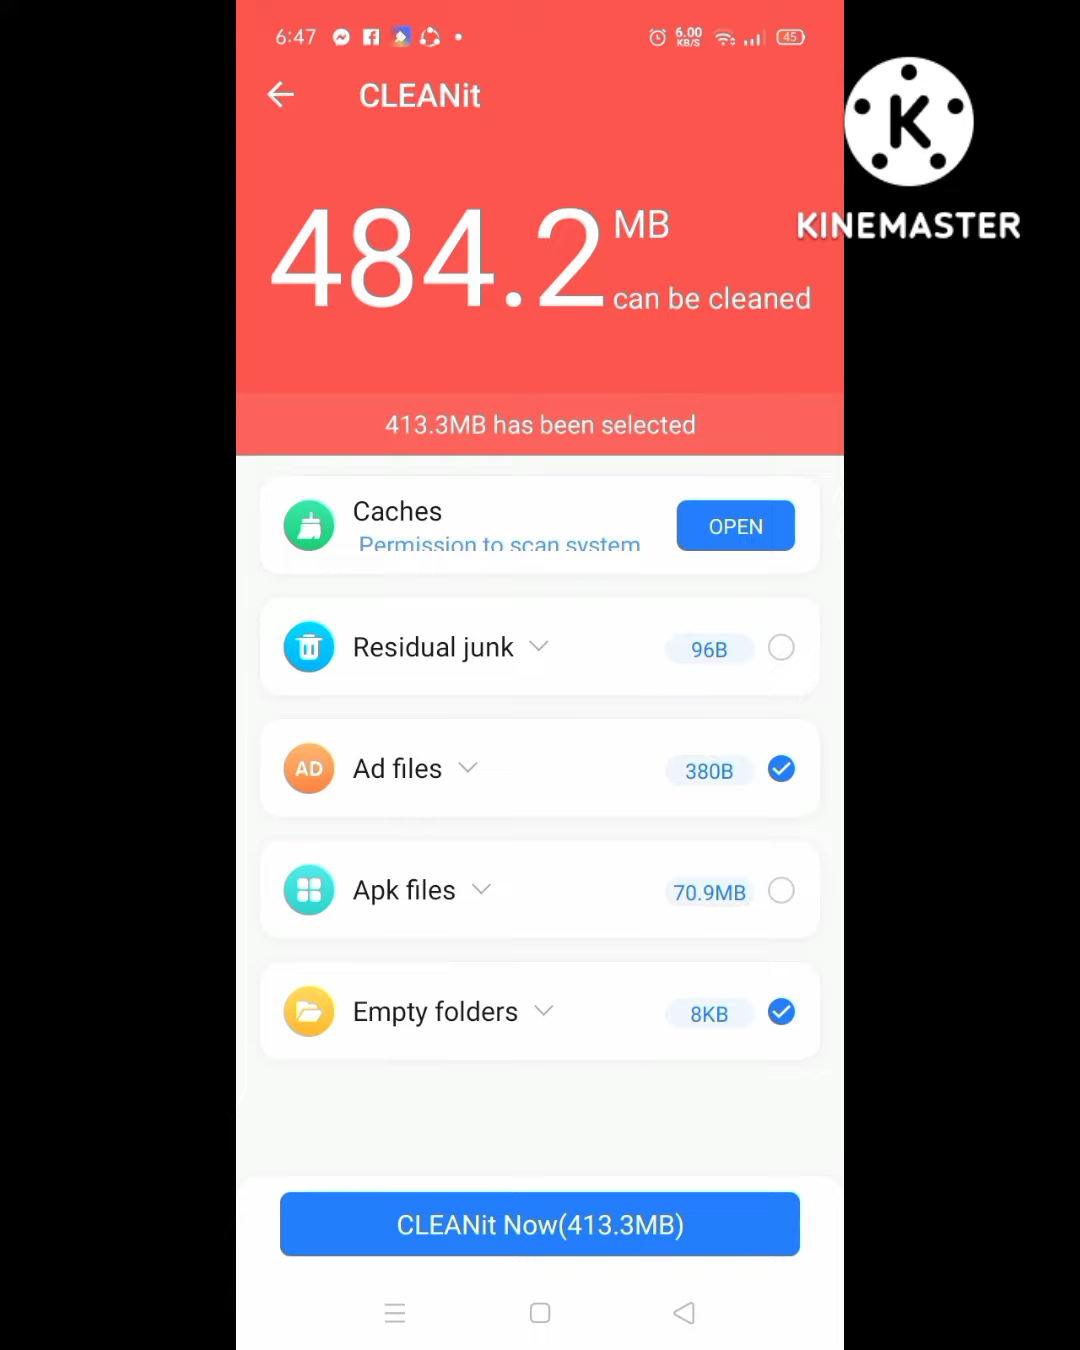 6:47
6.00
KB/S
45
CLEANit
K
KINEMASTER
484.2 MB
can be cleaned
413.3MB has been selected
Caches
Permission to scan system
OPEN
Residual junk
96B
AD
Ad files
380B
Apk files
70.9MB
Empty folders
8KB
CLEANit Now(413.3MB)